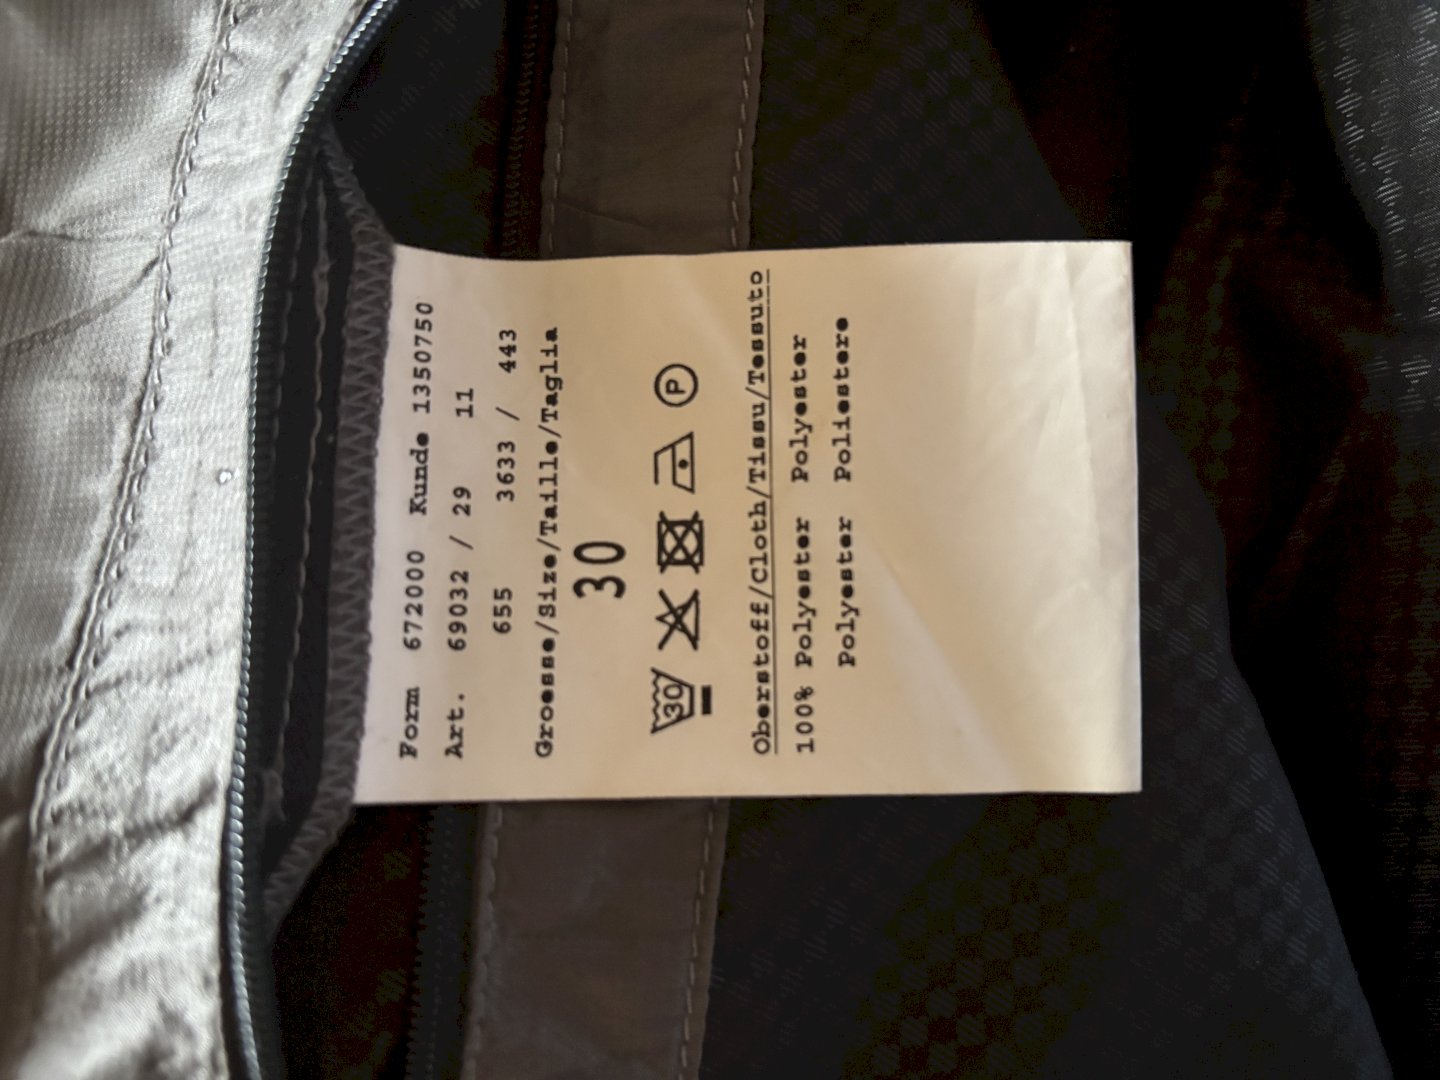 Form 672000 Kunde 1350750
Art. 69032 / 29 11
655 3633 / 443
Groesse/Size/Taille/Taglia
30
30 P
Oberstoff/Cloth/Tissu/Tessuto
100% Polyester Polyester
Polyester Poliestere